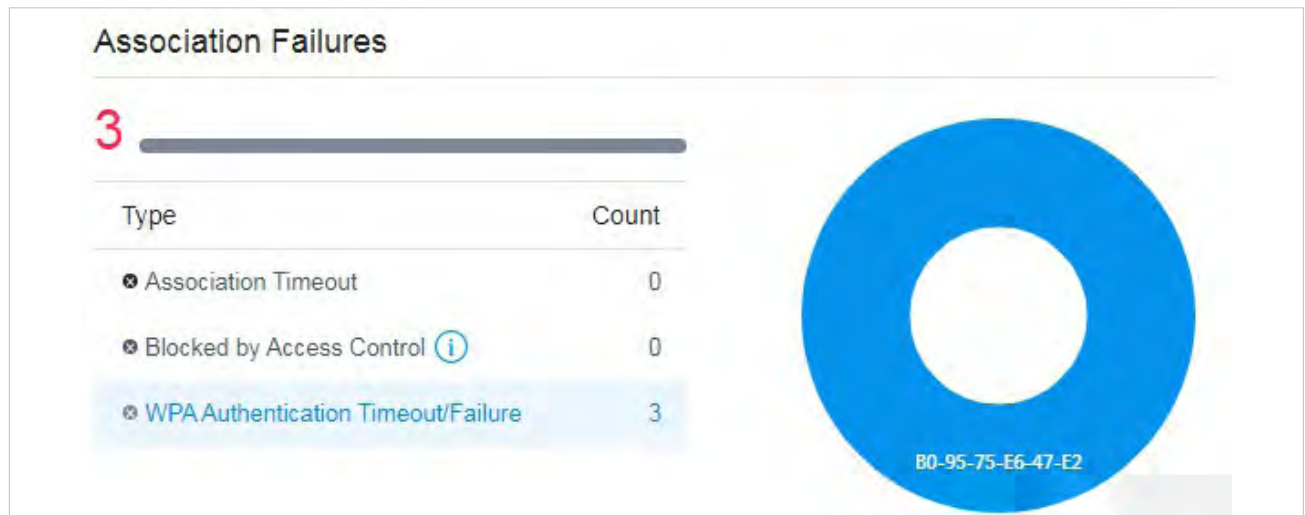 Association Failures
3
Type Count
Association Timeout 0
Blocked by Access Control i 0
WPA Authentication Timeout/Failure 3
B0-95-75-E6-47-E2